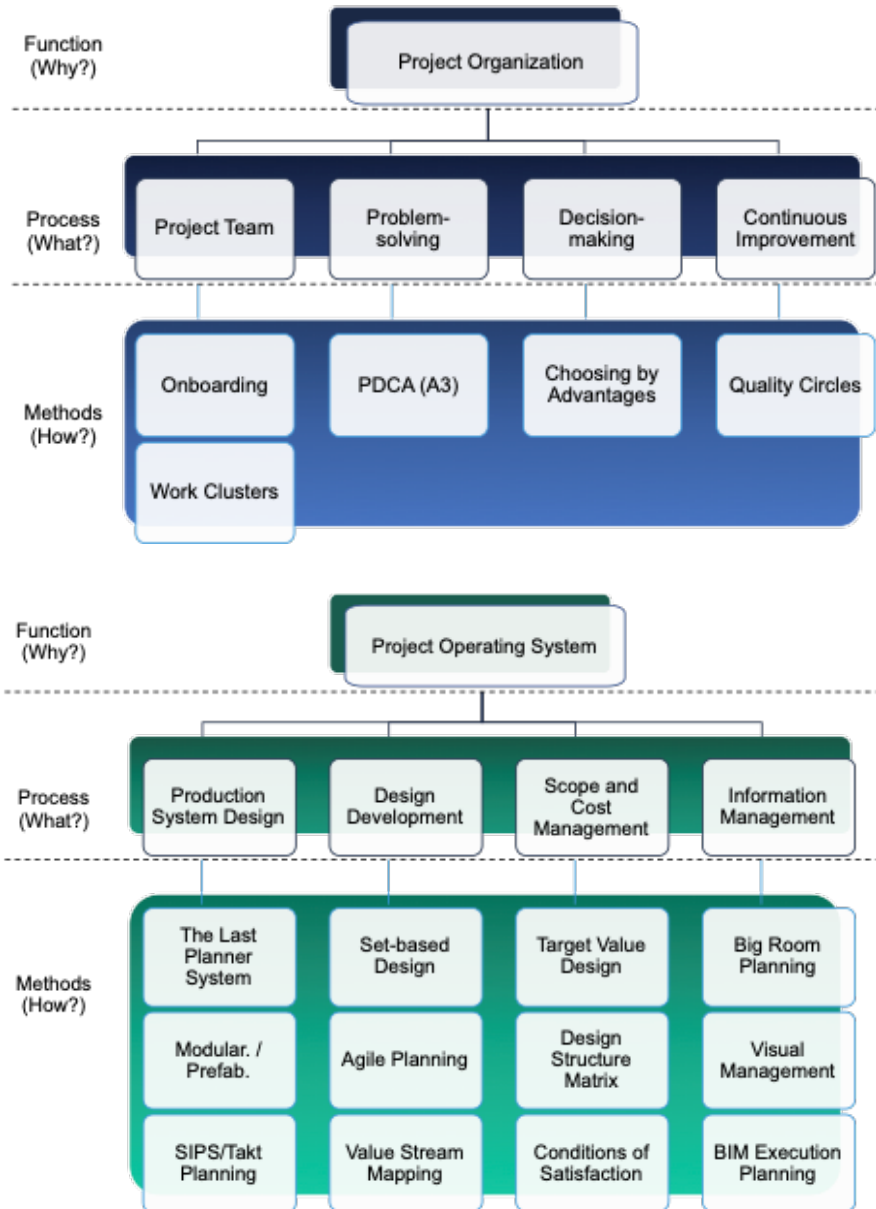 Function
(Why?)
Project Organization
Process
(What?)
Project Team
Problem-
solving
Decision-
making
Continuous
Improvement
Methods
(How?)
Onboarding
PDCA (A3)
Choosing by
Advantages
Quality Circles
Work Clusters
Function
(Why?)
Project Operating System
Process
(What?)
Production
System Design
Design
Development
Scope and
Cost
Management
Information
Management
Methods
(How?)
The Last
Planner
System
Set-based
Design
Target Value
Design
Big Room
Planning
Modular. /
Prefab.
Agile Planning
Design
Structure
Matrix
Visual
Management
SIPS/Takt
Planning
Value Stream
Mapping
Conditions of
Satisfaction
BIM Execution
Planning